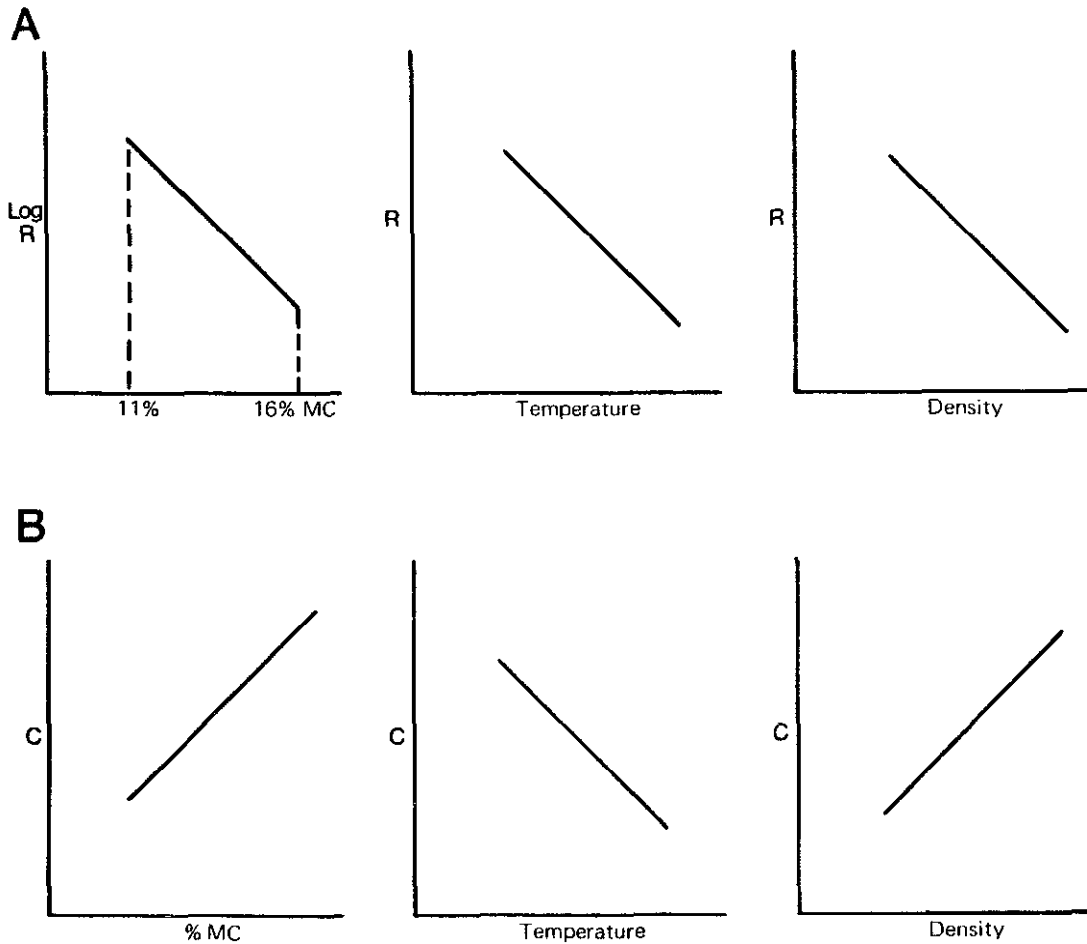 A
Log
R
11%
16% MC
R
Temperature
R
Density
B
C
% MC
C
Temperature
C
Density